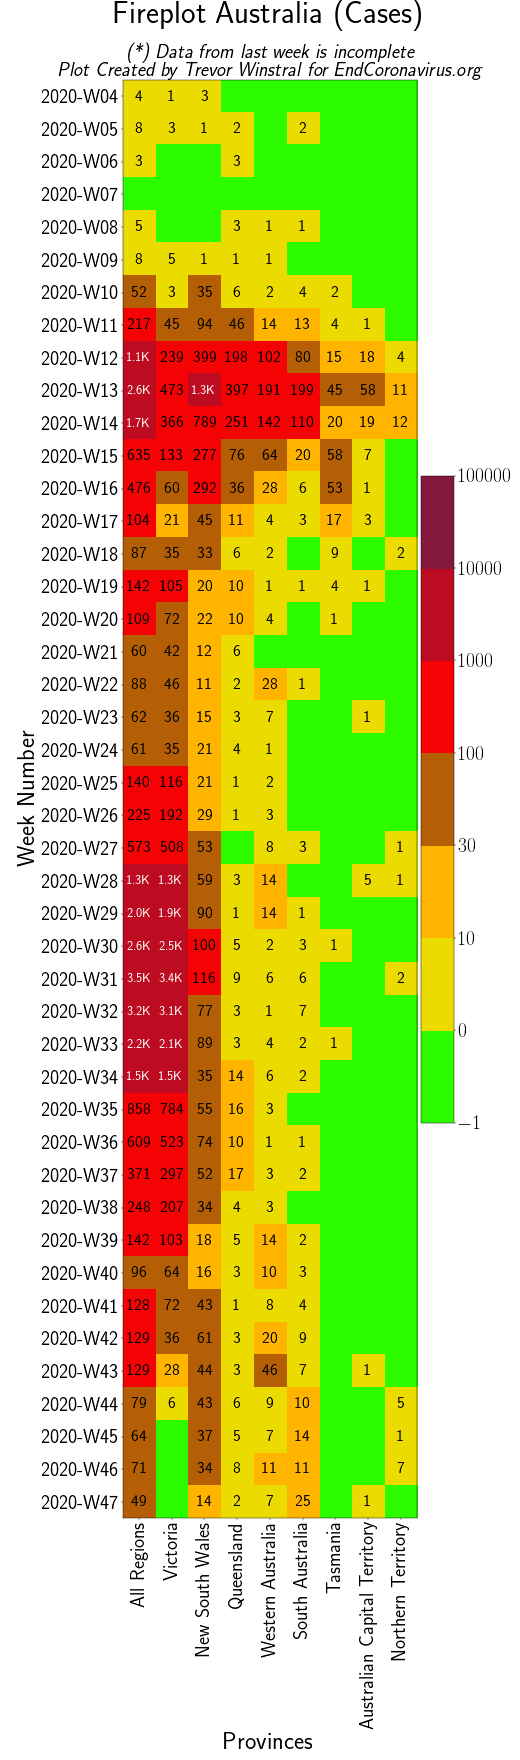 Fireplot Australia (Cases)
(*) Data from last week is incomplete
Plot Created by Trevor Winstral for EndCoronavirus.org
2020-W04 4 1 3
2020-W05 8 3 1 2 2
2020-W06 3 3
2020-W07
2020-W08 5 3 1 1
2020-W09 8 5 1 1 1
2020-W10 52 3 35 6 2 4 2
2020-W11 217 45 94 46 14 13 4 1
2020-W12 1.1K 239 399 198 102 80 15 18 4
2020-W13 2.6K 473 1.3K 397 191 199 45 58 11
2020-W14 1.7K 366 789 251 142 110 20 19 12
2020-W15 635 133 277 76 64 20 58 7
2020-W16 476 60 292 36 28 6 53 1
2020-W17 104 21 45 11 4 3 17 3
2020-W18 87 35 33 6 2 9 2
2020-W19 142 105 20 10 1 1 4 1
2020-W20 109 72 22 10 4 1
2020-W21 60 42 12 6
2020-W22 88 46 11 2 28 1
2020-W23 62 36 15 3 7 1
2020-W24 61 35 21 4 1
2020-W25 140 116 21 1 2
2020-W26 225 192 29 1 3
2020-W27 573 508 53 8 3 1
2020-W28 1.3K 1.3K 59 3 14 5 1
2020-W29 2.0K 1.9K 90 1 14 1
2020-W30 2.6K 2.5K 100 5 2 3 1
2020-W31 3.5K 3.4K 116 9 6 6 2
2020-W32 3.2K 3.1K 77 3 1 7
2020-W33 2.2K 2.1K 89 3 4 2 1
2020-W34 1.5K 1.5K 35 14 6 2
2020-W35 858 784 55 16 3
2020-W36 609 523 74 10 1 1
2020-W37 371 297 52 17 3 2
2020-W38 248 207 34 4 3
2020-W39 142 103 18 5 14 2
2020-W40 96 64 16 3 10 3
2020-W41 128 72 43 1 8 4
2020-W42 129 36 61 3 20 9
2020-W43 129 28 44 3 46 7 1
2020-W44 79 6 43 6 9 10 5
2020-W45 64 37 5 7 14 1
2020-W46 71 34 8 11 11 7
2020-W47 49 14 2 7 25 1
Week Number
All Regions
Victoria
New South Wales
Queensland
Western Australia
South Australia
Tasmania
Australian Capital Territory
Northern Territory
Provinces
100000
10000
1000
100
30
10
0
−1